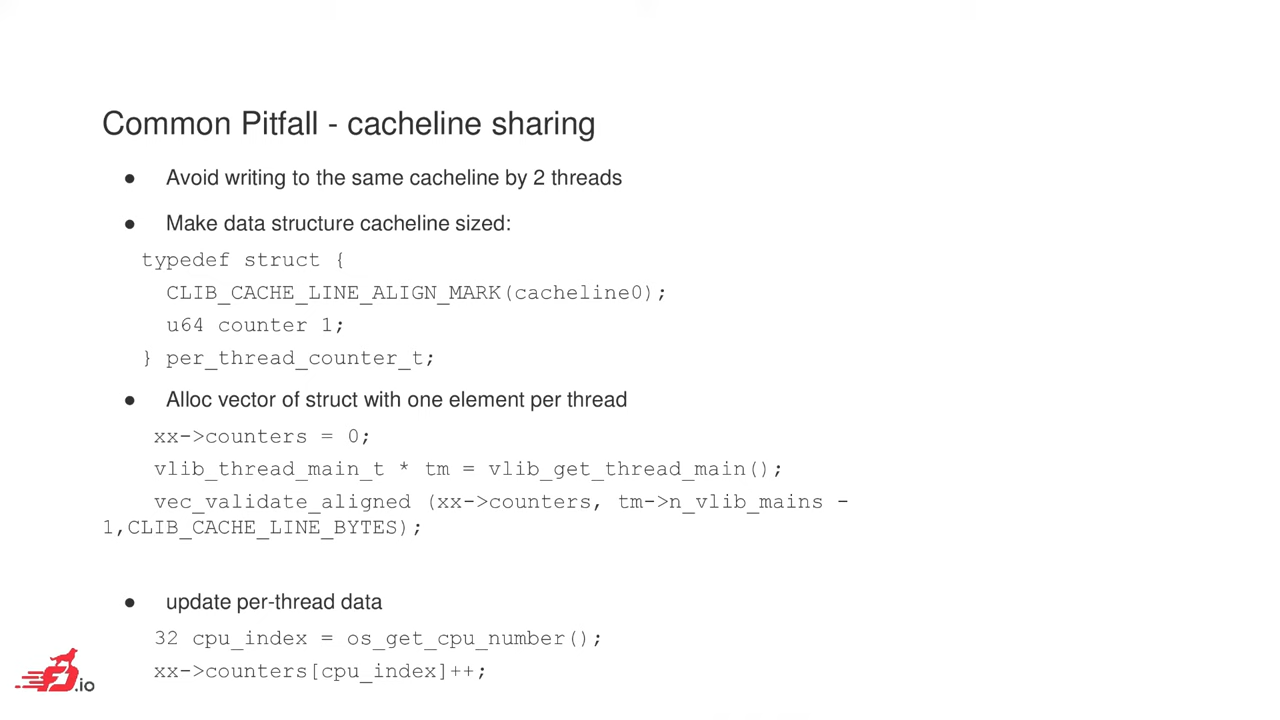 Common Pitfall - cacheline sharing
● Avoid writing to the same cacheline by 2 threads
● Make data structure cacheline sized:
typedef struct {
CLIB_CACHE_LINE_ALIGN_MARK(cacheline0);
u64 counter 1;
} per_thread_counter_t;
● Alloc vector of struct with one element per thread
xx->counters = 0;
vlib_thread_main_t * tm = vlib_get_thread_main();
vec_validate_aligned (xx->counters, tm->n_vlib_mains -
1,CLIB_CACHE_LINE_BYTES);
● update per-thread data
32 cpu_index = os_get_cpu_number();
xx->counters[cpu_index]++;
.io